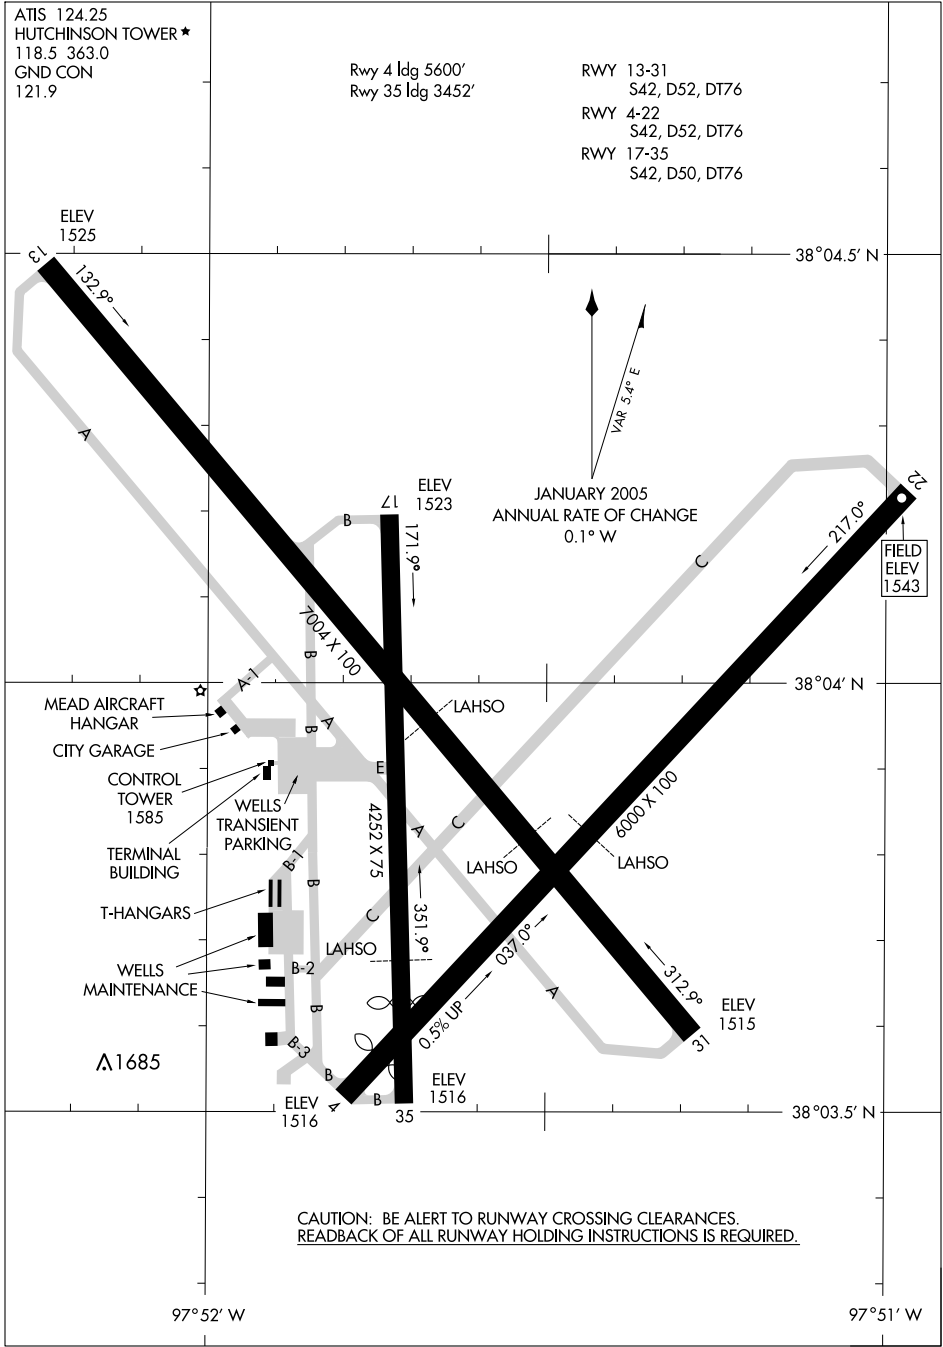 ATIS 124.25
HUTCHINSON TOWER★
118.5 363.0
GND CON
121.9
Rwy 4 ldg 5600'
Rwy 35 ldg 3452'
RWY 13-31
S42, D52, DT76
RWY 4-22
S42, D52, DT76
RWY 17-35
S42, D50, DT76
ELEV
1525
13
132.9°
38°04.5' N
VAR 5.4° E
JANUARY 2005
ANNUAL RATE OF CHANGE
0.1° W
A
ELEV
1523
17
B
171.9°
22
217.0°
FIELD
ELEV
1543
C
7004 X 100
B
A-1
38°04' N
MEAD AIRCRAFT
HANGAR
LAHSO
A
B
CITY GARAGE
E
CONTROL
TOWER
1585
WELLS
TRANSIENT
PARKING
4252 X 75
6000 X 100
C
A
TERMINAL
BUILDING
B-1
LAHSO
LAHSO
B
T-HANGARS
C
351.9°
037.0°
LAHSO
WELLS
MAINTENANCE
B-2
312.9°
A
B
0.5% UP
ELEV
1515
31
B-3
1685
B
ELEV
1516
B
ELEV
1516
4
35
38°03.5' N
CAUTION: BE ALERT TO RUNWAY CROSSING CLEARANCES.
READBACK OF ALL RUNWAY HOLDING INSTRUCTIONS IS REQUIRED.
97°52' W
97°51' W